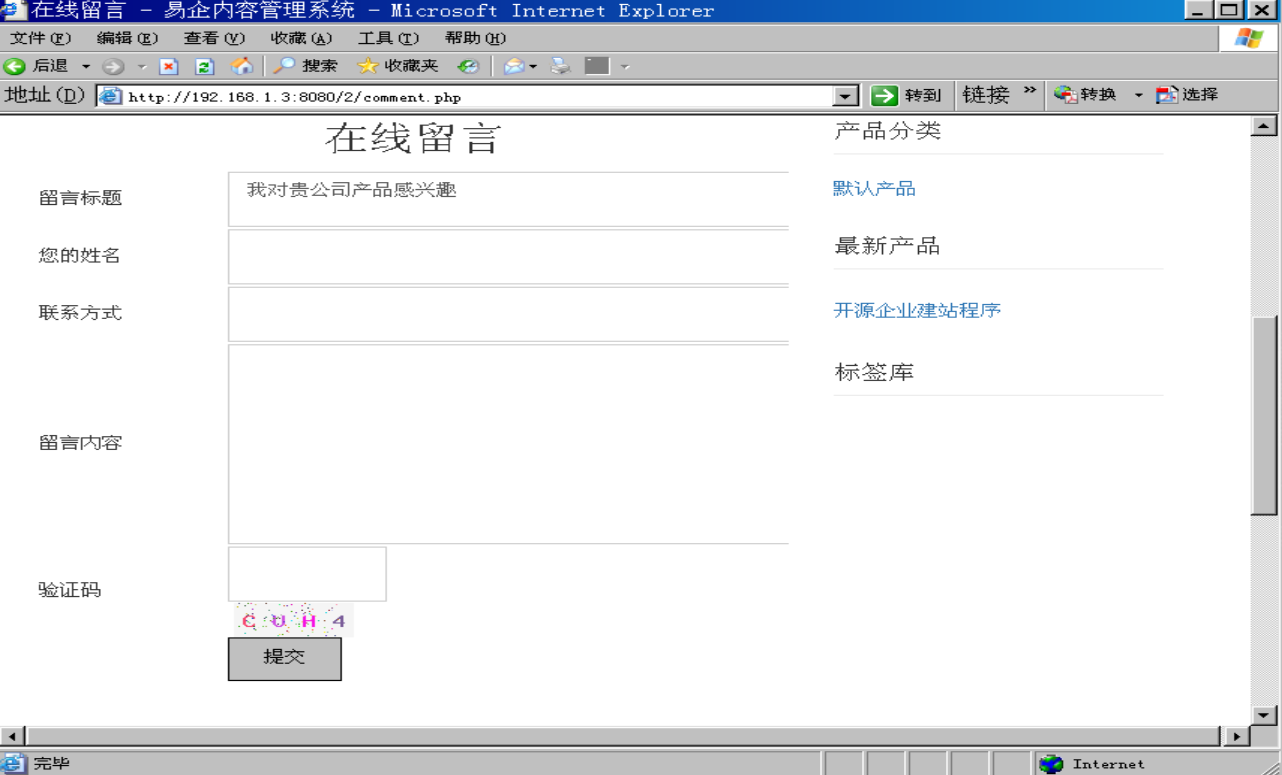 在线留言 - 易企内容管理系统 - Microsoft Internet Explorer
文件(F) 编辑(E) 查看(V) 收藏(A) 工具(T) 帮助(H)
后退 搜索 收藏夹
地址(D) http://192.168.1.3:8080/2/comment.php 转到 链接 » 转换 选择
在线留言
留言标题 我对贵公司产品感兴趣
您的姓名
联系方式
留言内容
验证码
CUH4
提交
产品分类
默认产品
最新产品
开源企业建站程序
标签库
完毕 Internet